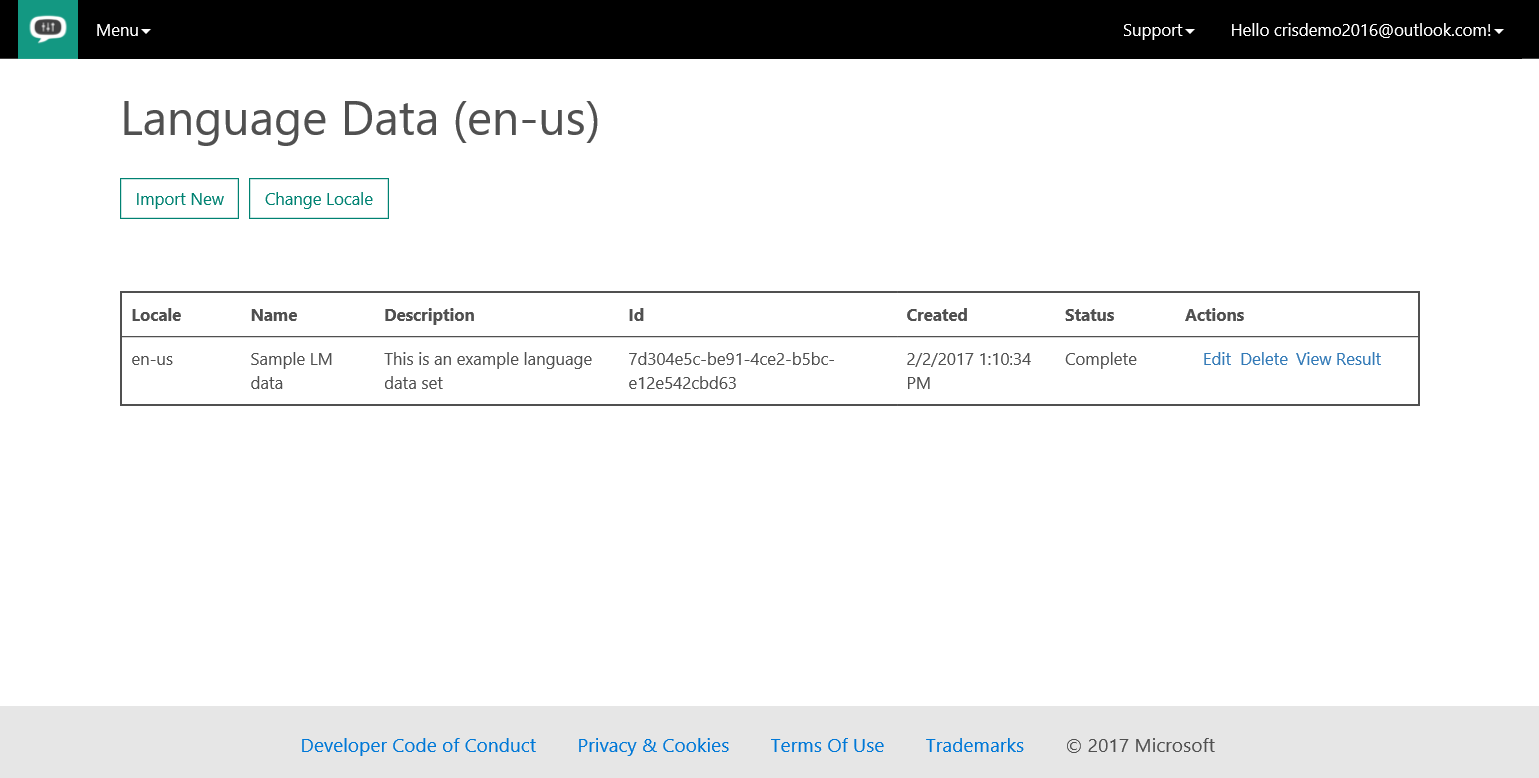 Menu Support Hello crisdemo2016@outlook.com!
Language Data (en-us)
Import New Change Locale
Locale Name Description Id Created Status Actions
en-us Sample LM This is an example language 7d304e5c-be91-4ce2-b5bc- 2/2/2017 1:10:34 Complete Edit Delete View Result
data data set e12e542cbd63 PM
Developer Code of Conduct Privacy & Cookies Terms Of Use Trademarks © 2017 Microsoft